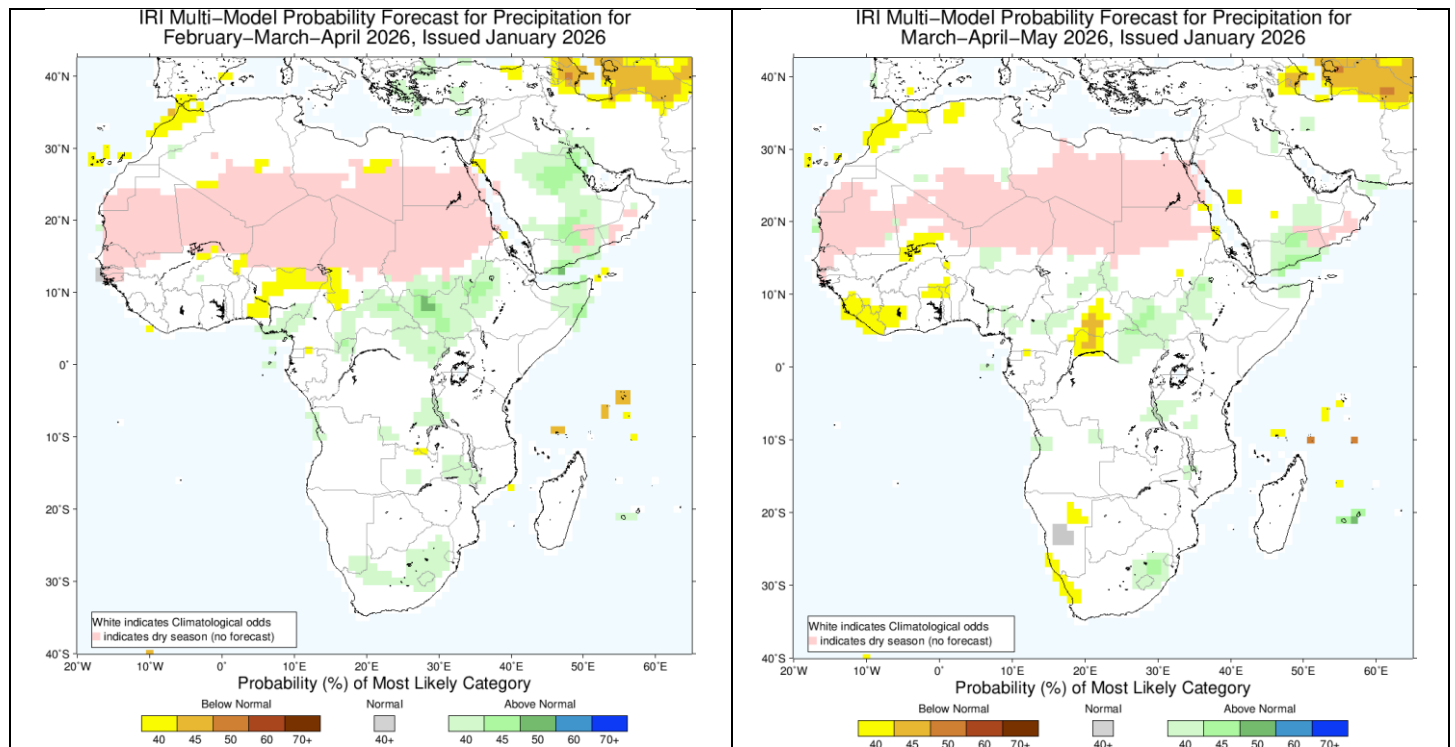 IRI Multi-Model Probability Forecast for Precipitation for
February-March-April 2026, Issued January 2026
40˚N
30˚N
20˚N
10˚N
0˚
10˚S
20˚S
30˚S
40˚S
White indicates Climatological odds
indicates dry season (no forecast)
20˚W 10˚W 0˚ 10˚E 20˚E 30˚E 40˚E 50˚E 60˚E
Probability (%) of Most Likely Category
Below Normal Normal Above Normal
40 45 50 60 70+ 40+ 40 45 50 60 70+
IRI Multi-Model Probability Forecast for Precipitation for
March-April-May 2026, Issued January 2026
40˚N
30˚N
20˚N
10˚N
0˚
10˚S
20˚S
30˚S
40˚S
White indicates Climatological odds
indicates dry season (no forecast)
20˚W 10˚W 0˚ 10˚E 20˚E 30˚E 40˚E 50˚E 60˚E
Probability (%) of Most Likely Category
Below Normal Normal Above Normal
40 45 50 60 70+ 40+ 40 45 50 60 70+